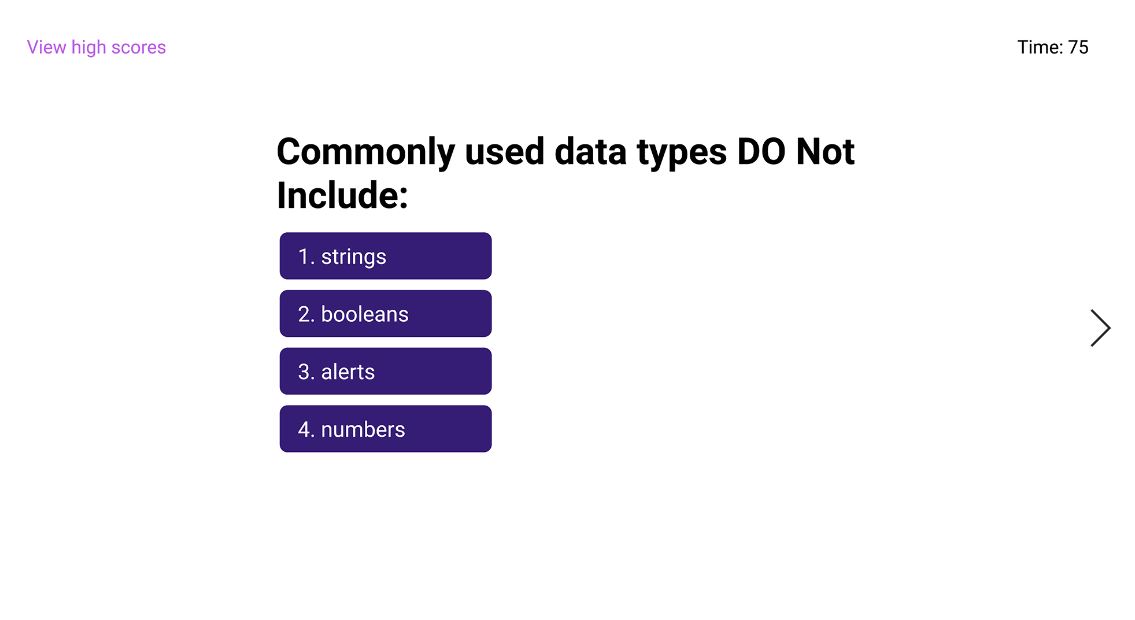 View high scores
Time: 75
Commonly used data types DO Not
Include:
1. strings
2. booleans
3. alerts
4. numbers